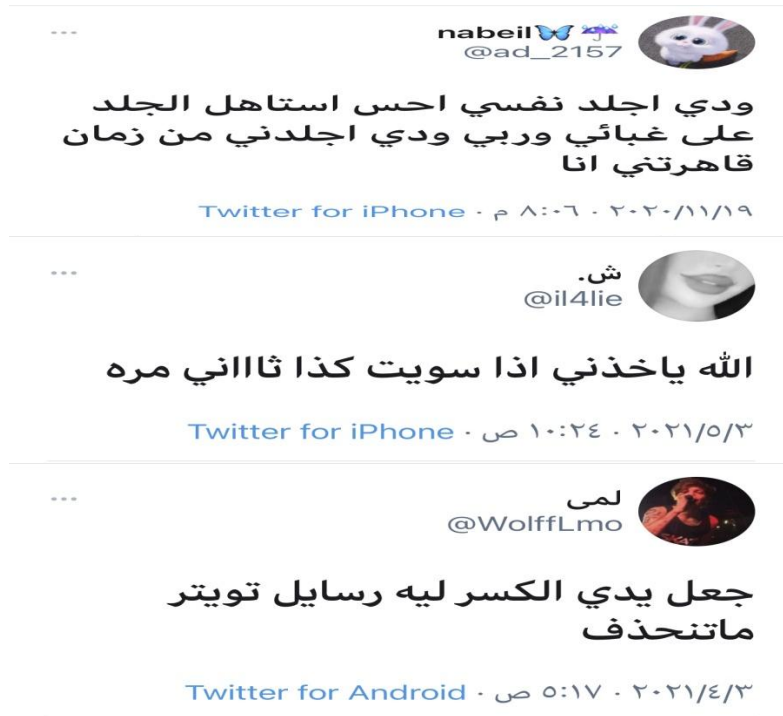 nabeil🦋☔
@ad_2157
ودي اجلد نفسي احس استاهل الجلد
على غبائي وربي ودي اجلدني من زمان
قاهرتني انا
٢٠٢٠/١١/١٩ · ٨:٠٦ م · Twitter for iPhone
ش.
@il4lie
الله ياخذني اذا سويت كذا ثااااني مره
٢٠٢١/٥/٣ · ١٠:٢٤ ص · Twitter for iPhone
لمى
@WolffLmo
جعل يدي الكسر ليه رسايل تويتر
ماتنحذف
٢٠٢١/٤/٣ · ٥:١٧ ص · Twitter for Android